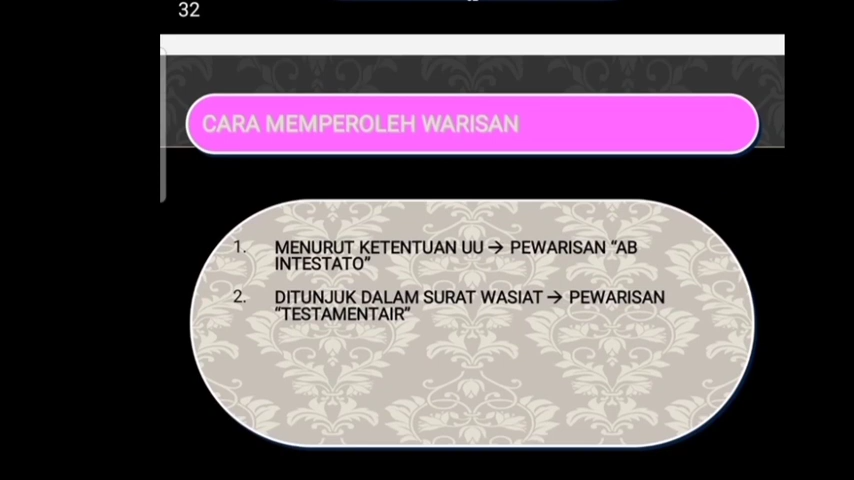 32
CARA MEMPEROLEH WARISAN
1. MENURUT KETENTUAN UU → PEWARISAN “AB
INTESTATO”
2. DITUNJUK DALAM SURAT WASIAT → PEWARISAN
“TESTAMENTAIR”